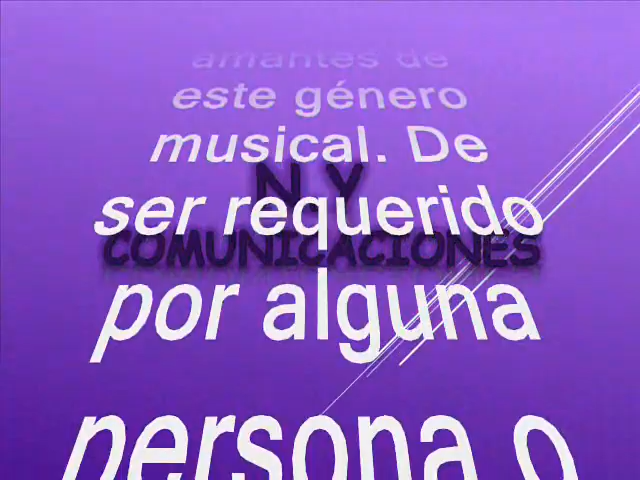 amantes de
este género
musical. De
N.Y
ser requerido
COMUNICACIONES
por alguna
persona o